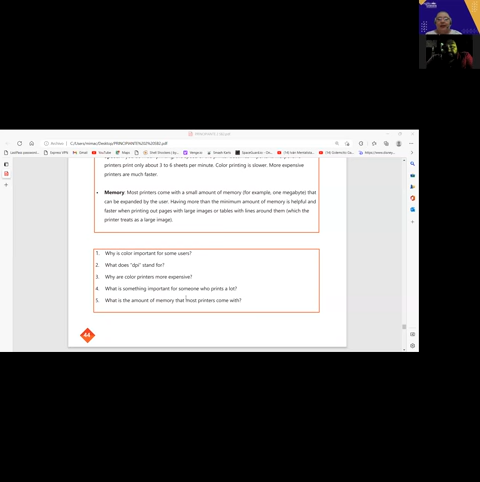 printers print only about 3 to 6 sheets per minute. Color printing is slower. More expensive
printers are much faster.
• Memory: Most printers come with a small amount of memory (for example, one megabyte) that
can be expanded by the user. Having more than the minimum amount of memory is helpful and
faster when printing out pages with large images or tables with lines around them (which the
printer treats as a large image).
1. Why is color important for some users?
2. What does "dpi" stand for?
3. Why are color printers more expensive?
4. What is something important for someone who prints a lot?
5. What is the amount of memory that most printers come with?
44